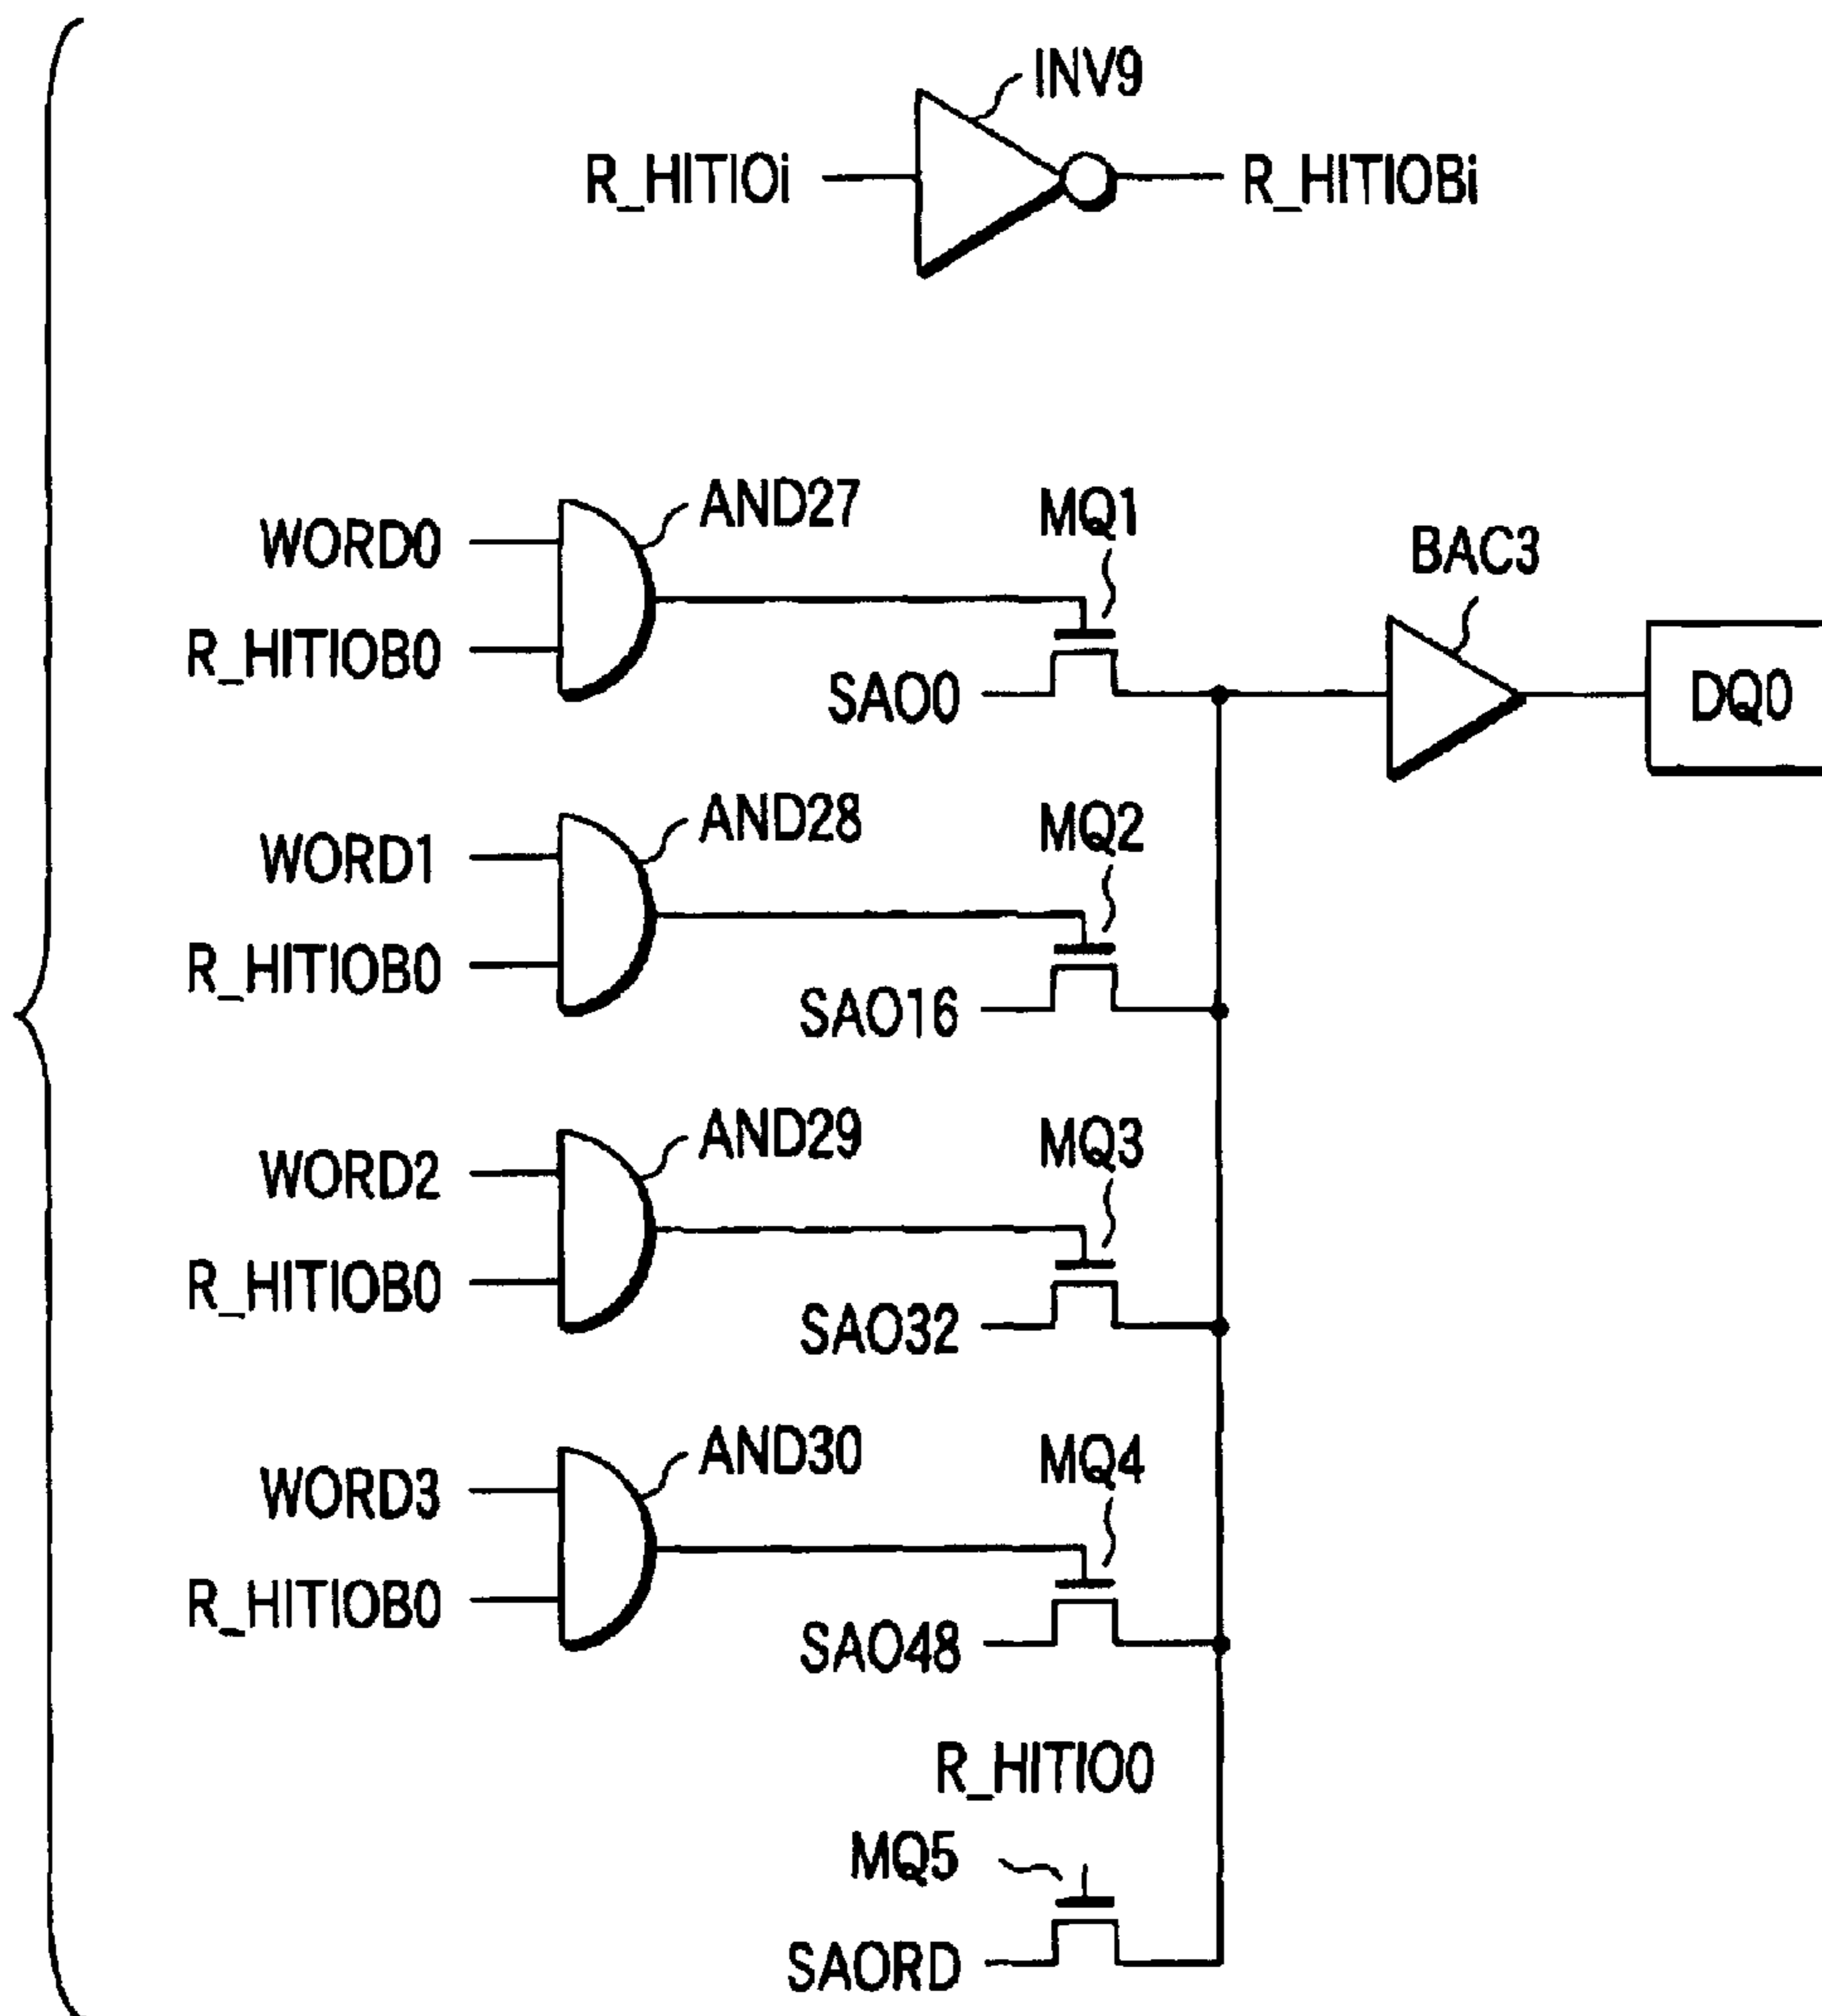 INV9
R_HITIOi
R_HITIOBi
AND27
MQ1
WORD0
BAC3
R_HITIOB0
SAO0
DQ0
AND28
MQ2
WORD1
R_HITIOB0
SAO16
AND29
MQ3
WORD2
R_HITIOB0
SAO32
AND30
MQ4
WORD3
R_HITIOB0
SAO48
R_HITIO0
MQ5
SAORD